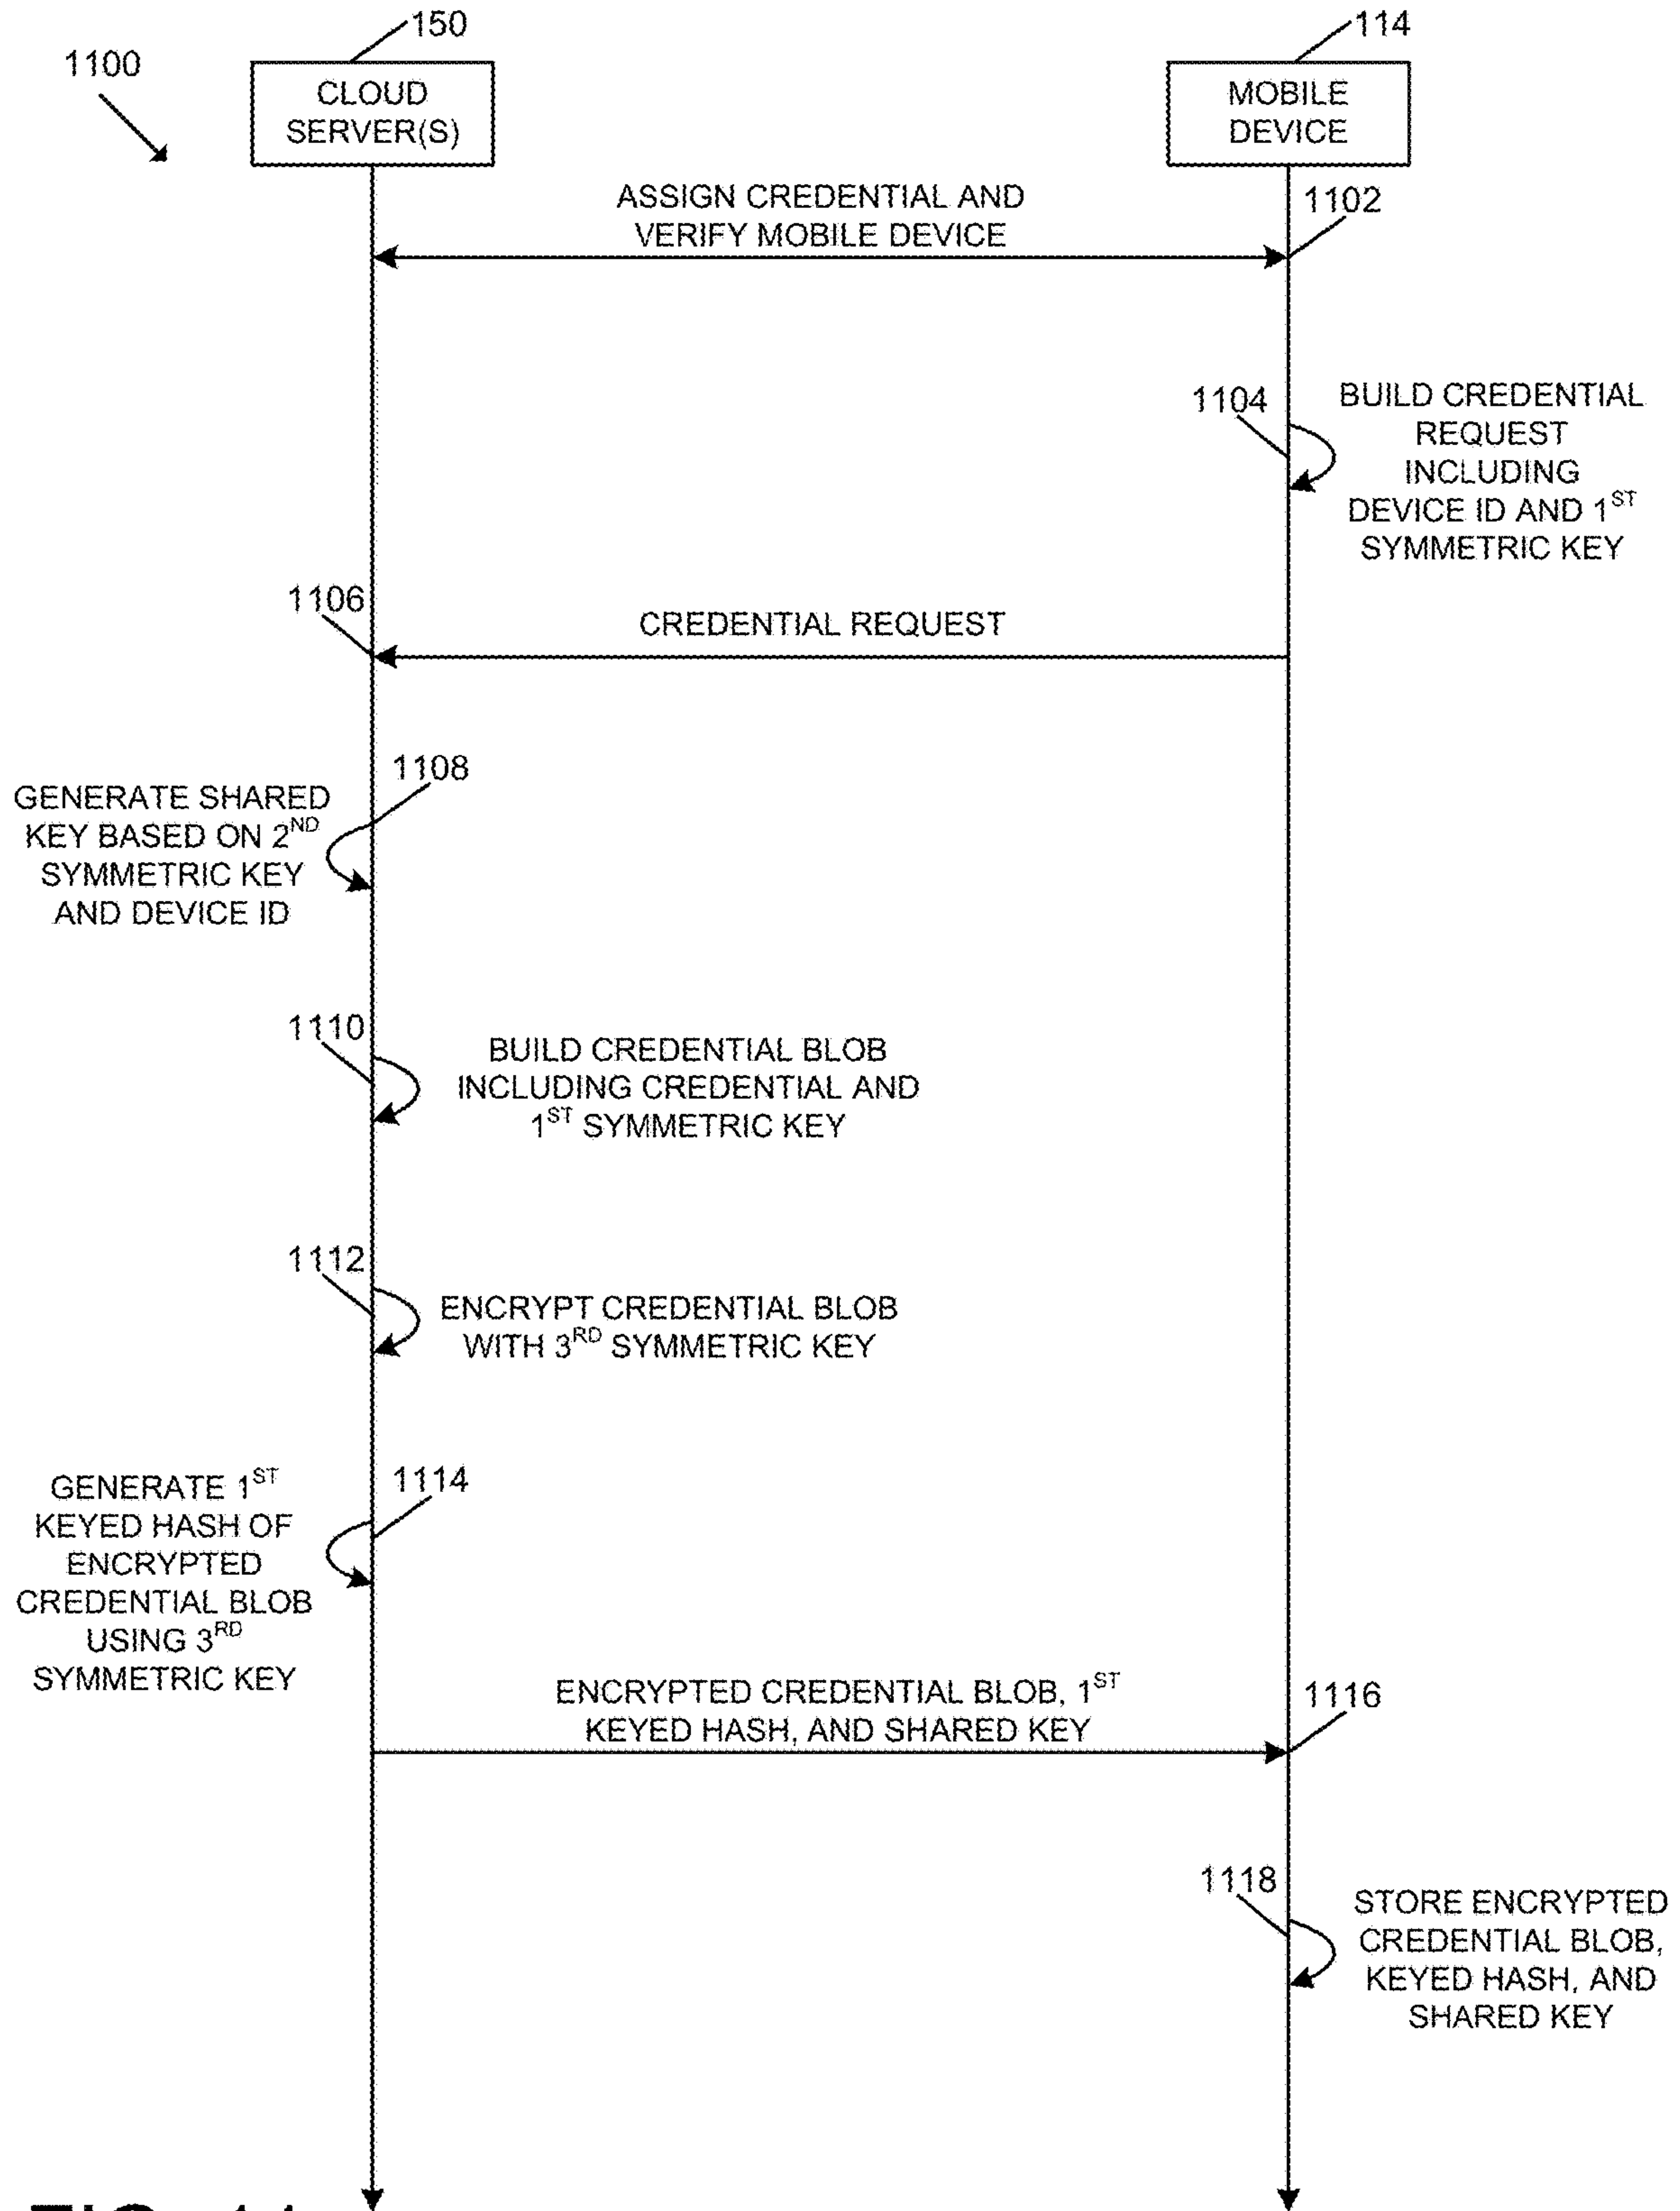 150
114
1100
CLOUD
SERVER(S)
MOBILE
DEVICE
ASSIGN CREDENTIAL AND
VERIFY MOBILE DEVICE
1102
1104
BUILD CREDENTIAL
REQUEST
INCLUDING
DEVICE ID AND 1ST
SYMMETRIC KEY
1106
CREDENTIAL REQUEST
1108
GENERATE SHARED
KEY BASED ON 2ND
SYMMETRIC KEY
AND DEVICE ID
1110
BUILD CREDENTIAL BLOB
INCLUDING CREDENTIAL AND
1ST SYMMETRIC KEY
1112
ENCRYPT CREDENTIAL BLOB
WITH 3RD SYMMETRIC KEY
1114
GENERATE 1ST
KEYED HASH OF
ENCRYPTED
CREDENTIAL BLOB
USING 3RD
SYMMETRIC KEY
ENCRYPTED CREDENTIAL BLOB, 1ST
KEYED HASH, AND SHARED KEY
1116
1118
STORE ENCRYPTED
CREDENTIAL BLOB,
KEYED HASH, AND
SHARED KEY
FIG. 11